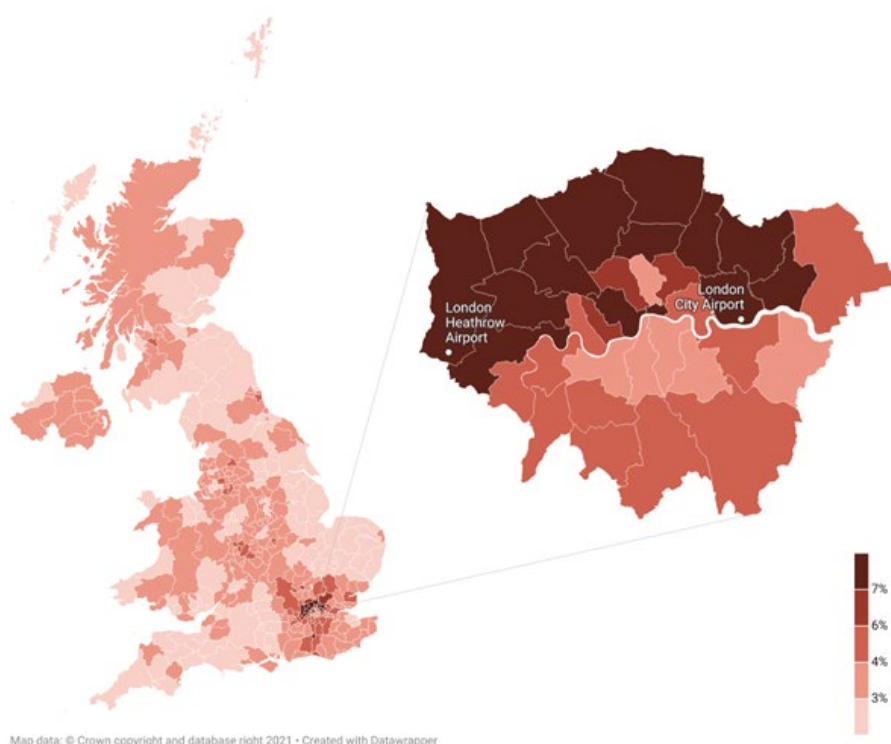 London
Heathrow
Airport
London
City Airport
7%
6%
4%
3%
Map data: © Crown copyright and database right 2021 • Created with Datawrapper